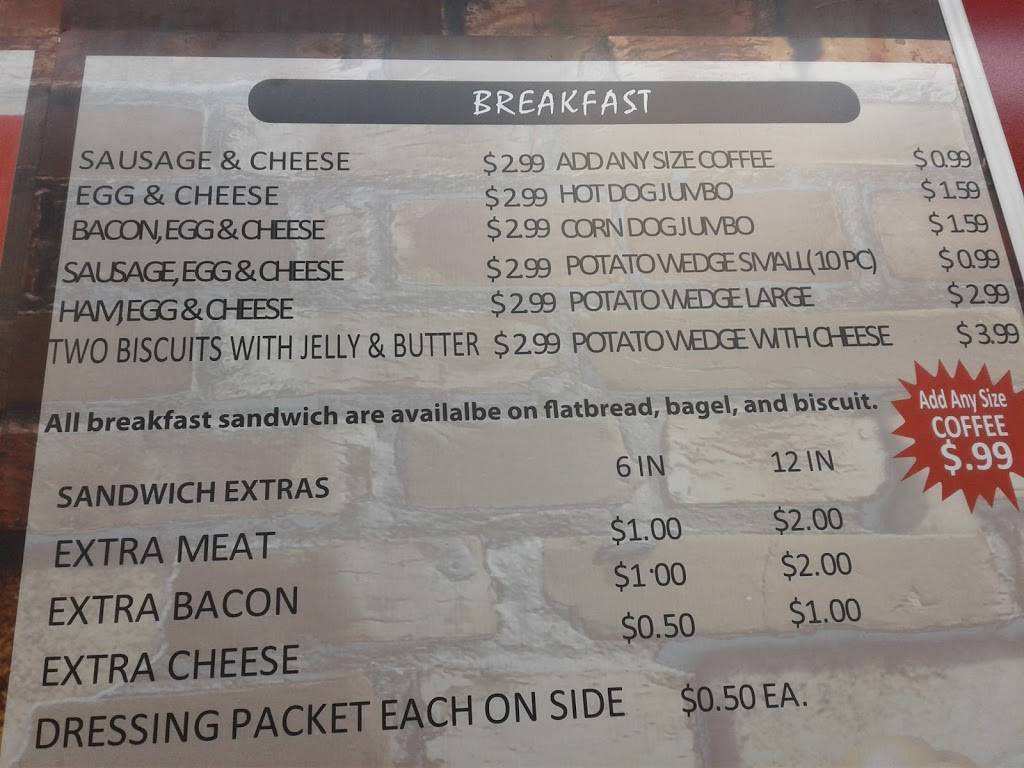 BREAKFAST
SAUSAGE & CHEESE $2.99 ADD ANY SIZE COFFEE $0.99
EGG & CHEESE $2.99 HOT DOG JUMBO $1.59
BACON, EGG & CHEESE $2.99 CORN DOG JUMBO $1.59
SAUSAGE, EGG & CHEESE $2.99 POTATO WEDGE SMALL (10 PC) $0.99
HAM, EGG & CHEESE $2.99 POTATO WEDGE LARGE $2.99
TWO BISCUITS WITH JELLY & BUTTER $2.99 POTATO WEDGE WITH CHEESE $3.99
All breakfast sandwich are availalbe on flatbread, bagel, and biscuit.
Add Any Size
COFFEE
$.99
SANDWICH EXTRAS 6 IN 12 IN
EXTRA MEAT $1.00 $2.00
EXTRA BACON $1.00 $2.00
EXTRA CHEESE $0.50 $1.00
DRESSING PACKET EACH ON SIDE $0.50 EA.